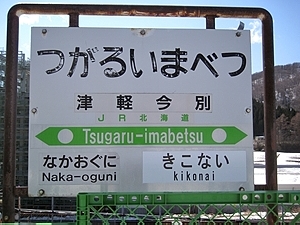 つがるいまべつ
津軽今別
JR北海道
Tsugaru-imabetsu
なかおぐに きこない
Naka-oguni kikonai